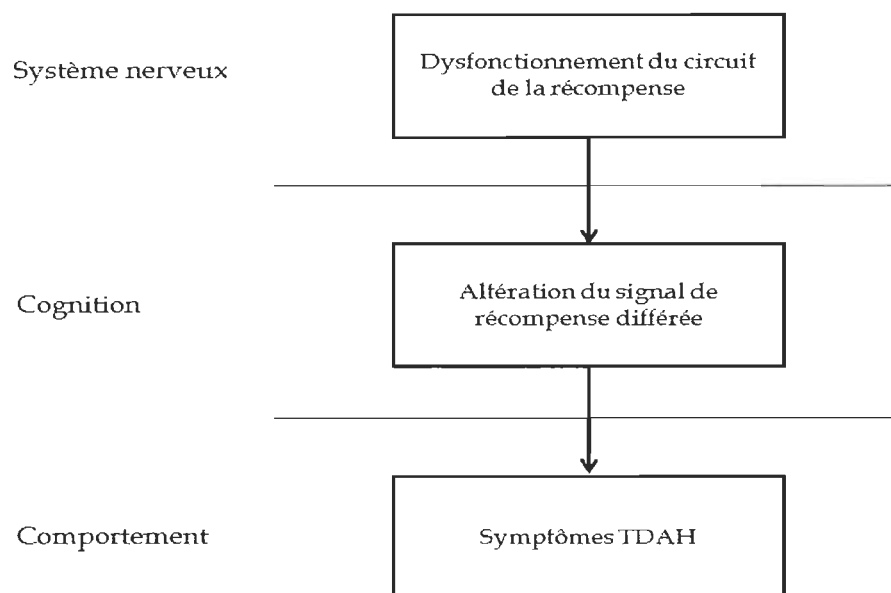 Système nerveux
Dysfonctionnement du circuit
de la récompense
Cognition
Altération du signal de
récompense différée
Comportement
Symptômes TDAH